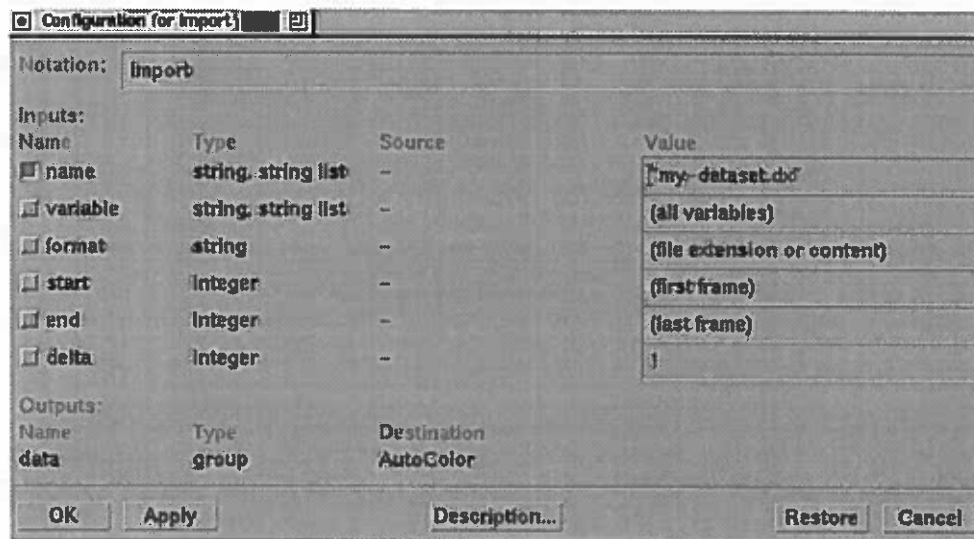 Configuration for Import
Notation: Import
Inputs:
Name Type Source Value
name string, string list - "my-dataset.dx"
variable string, string list - (all variables)
format string - (file extension or content)
start Integer - (first frame)
end Integer - (last frame)
delta Integer - 1
Outputs:
Name Type Destination
data group AutoColor
OK Apply Description... Restore Cancel